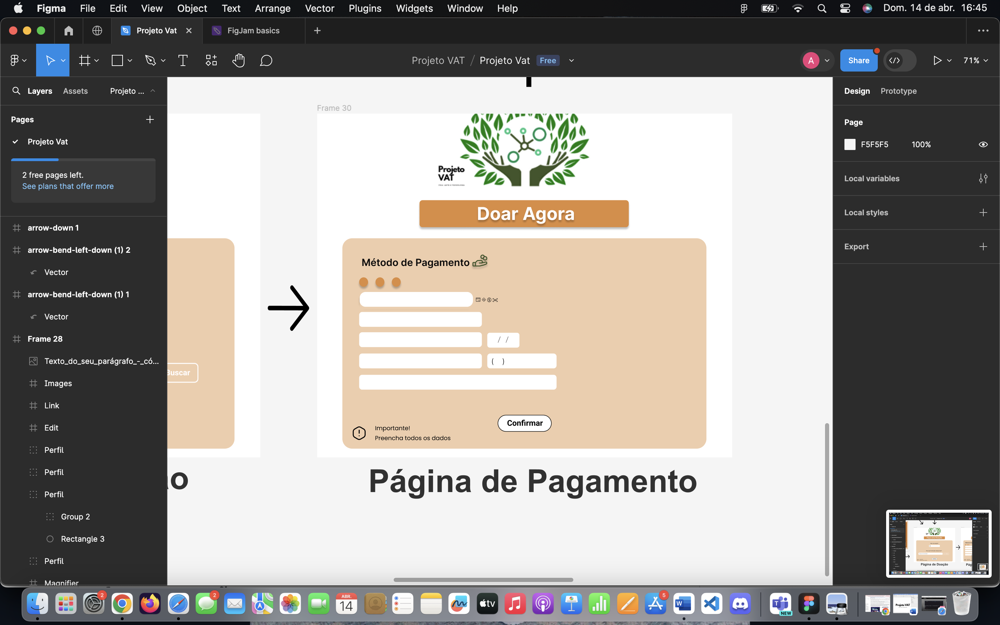 Figma File Edit View Object Text Arrange Vector Plugins Widgets Window Help
Dom. 14 de abr. 16:45
Projeto Vat
FigJam basics
Projeto VAT / Projeto Vat Free
A
Share
71%
Layers Assets Projeto ...
Pages
Projeto Vat
2 free pages left.
See plans that offer more
arrow-down 1
arrow-bend-left-down (1) 2
Vector
arrow-bend-left-down (1) 1
Vector
Frame 28
Texto_do_seu_parágrafo_-_có...
Images
Link
Edit
Perfil
Perfil
Perfil
Group 2
Rectangle 3
Perfil
Magnifier
Buscar
ão
Frame 30
Projeto
VAT
Doar Agora
Método de Pagamento
/ /
( )
Confirmar
Importante!
Preencha todos os dados
Página de Pagamento
Design Prototype
Page
F5F5F5 100%
Local variables
Local styles
Export
Página de Doação
Pág
2
2
ABR.
14
tv
5
W
NEW
Projeto VAT